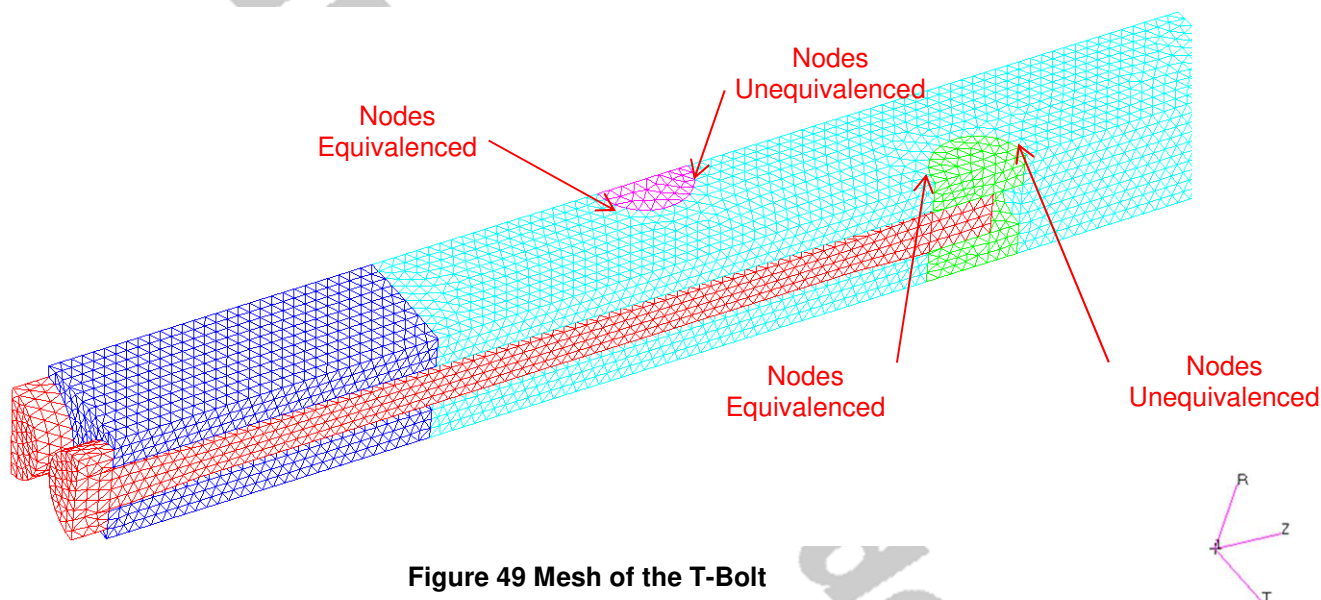 Nodes
Unequivalenced
Nodes
Equivalenced
Nodes
Equivalenced
Nodes
Unequivalenced
R
Z
T
Figure 49 Mesh of the T-Bolt